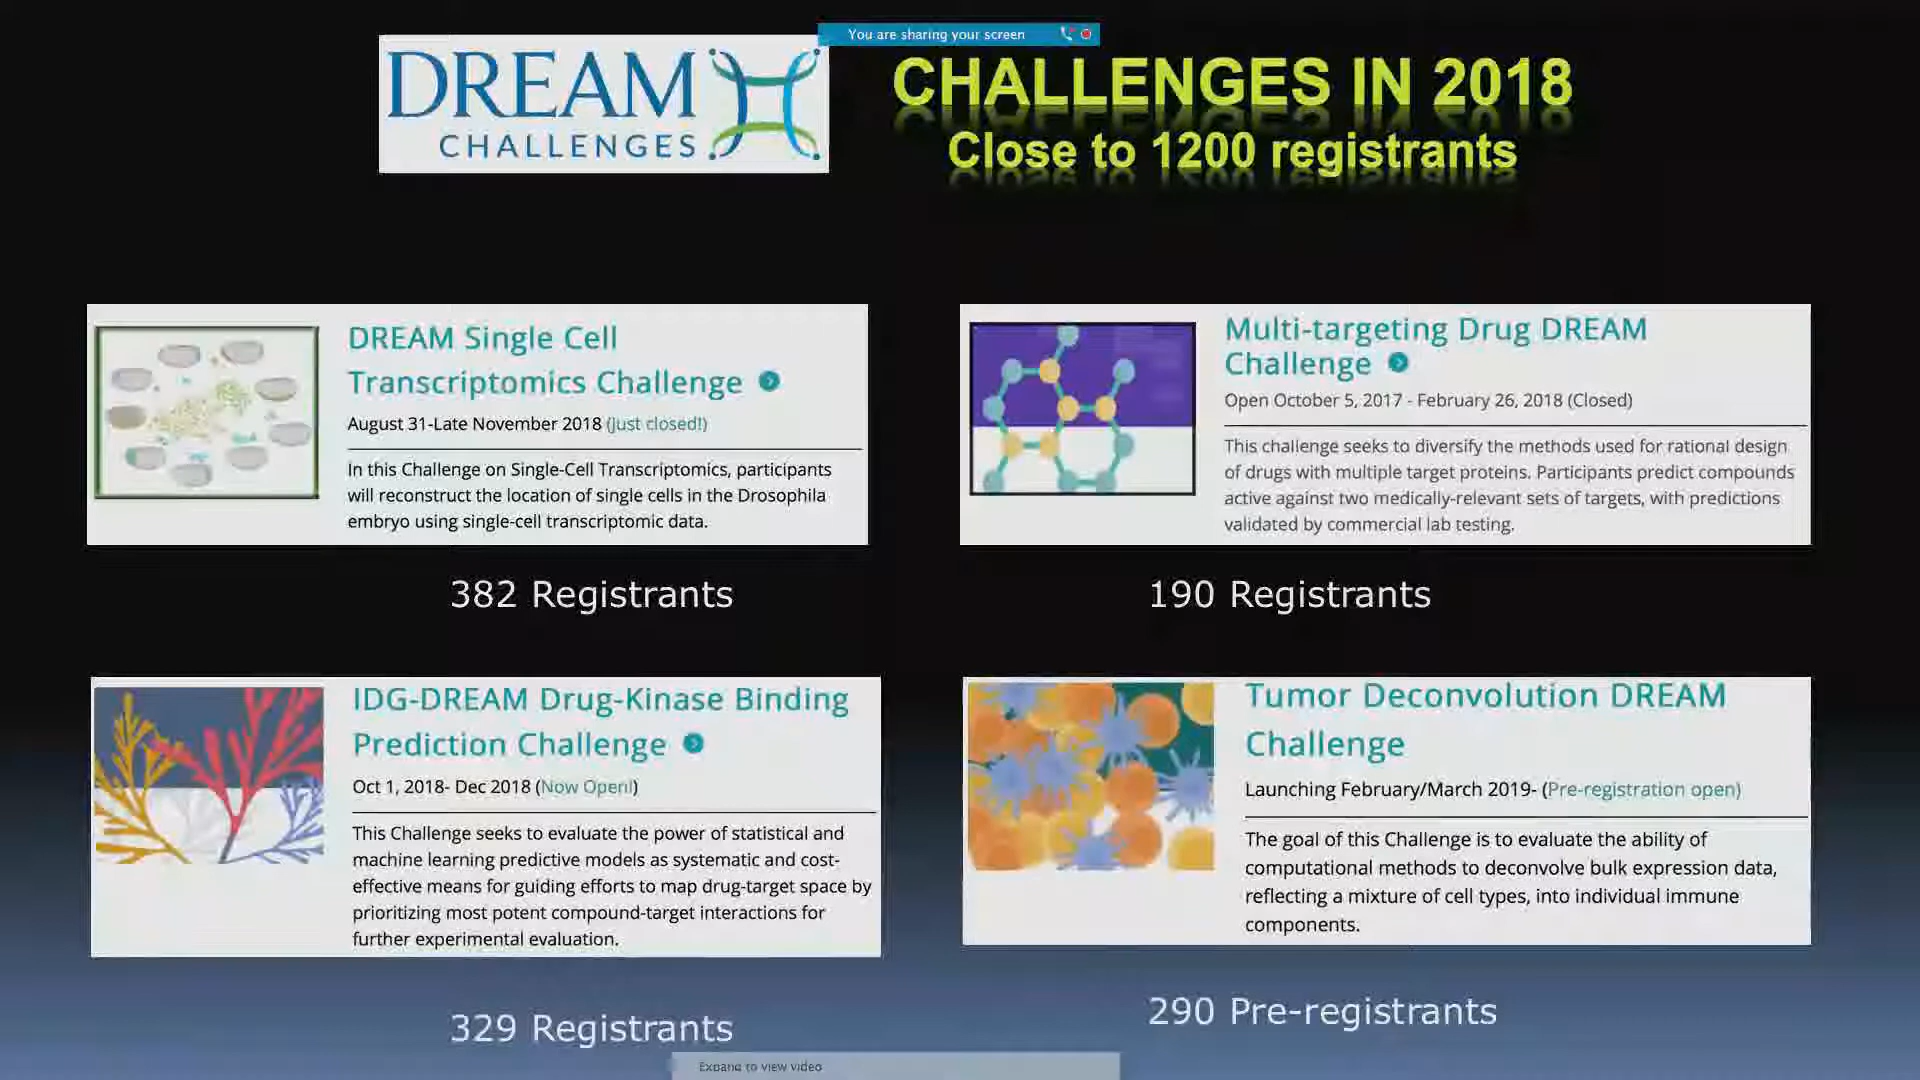 You are sharing your screen
DREAM
CHALLENGES
CHALLENGES IN 2018
Close to 1200 registrants
DREAM Single Cell
Transcriptomics Challenge
August 31-Late November 2018 (Just closed!)
In this Challenge on Single-Cell Transcriptomics, participants
will reconstruct the location of single cells in the Drosophila
embryo using single-cell transcriptomic data.
382 Registrants
Multi-targeting Drug DREAM
Challenge
Open October 5, 2017 - February 26, 2018 (Closed)
This challenge seeks to diversify the methods used for rational design
of drugs with multiple target proteins. Participants predict compounds
active against two medically-relevant sets of targets, with predictions
validated by commercial lab testing.
190 Registrants
IDG-DREAM Drug-Kinase Binding
Prediction Challenge
Oct 1, 2018- Dec 2018 (Now Open!)
This Challenge seeks to evaluate the power of statistical and
machine learning predictive models as systematic and cost-
effective means for guiding efforts to map drug-target space by
prioritizing most potent compound-target interactions for
further experimental evaluation.
329 Registrants
Tumor Deconvolution DREAM
Challenge
Launching February/March 2019- (Pre-registration open)
The goal of this Challenge is to evaluate the ability of
computational methods to deconvolve bulk expression data,
reflecting a mixture of cell types, into individual immune
components.
290 Pre-registrants
Expand to view video